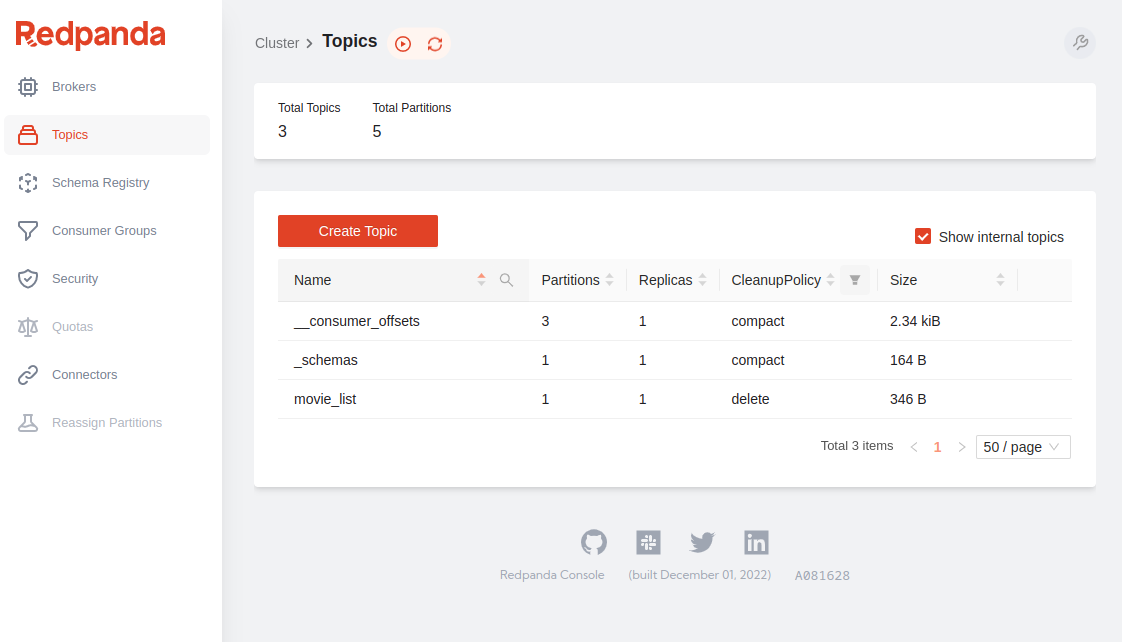 Redpanda
Brokers
Topics
Schema Registry
Consumer Groups
Security
Quotas
Connectors
Reassign Partitions
Cluster > Topics
Total Topics Total Partitions
3 5
Create Topic
Show internal topics
Name Partitions Replicas CleanupPolicy Size
__consumer_offsets 3 1 compact 2.34 kiB
_schemas 1 1 compact 164 B
movie_list 1 1 delete 346 B
Total 3 items < 1 > 50 / page
in
Redpanda Console (built December 01, 2022) A081628